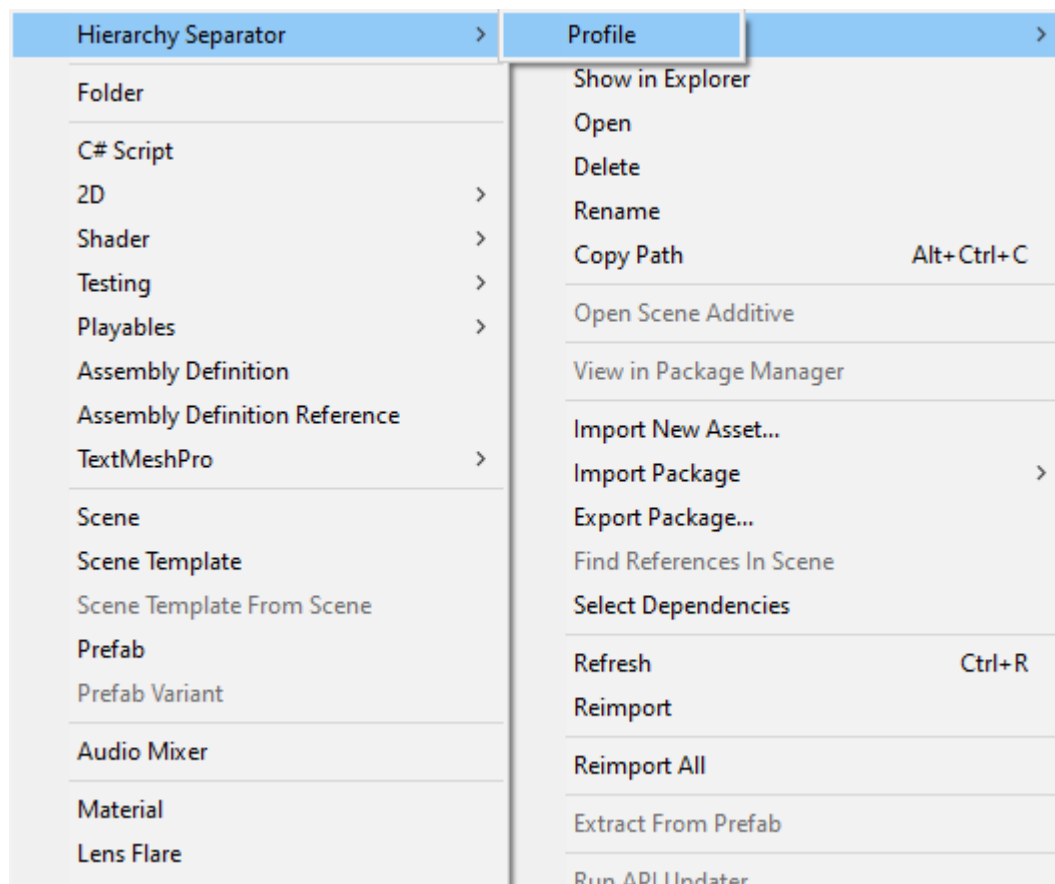 Hierarchy Separator
Folder
C# Script
2D
Shader
Testing
Playables
Assembly Definition
Assembly Definition Reference
TextMeshPro
Scene
Scene Template
Scene Template From Scene
Prefab
Prefab Variant
Audio Mixer
Material
Lens Flare
Profile
Show in Explorer
Open
Delete
Rename
Copy Path Alt+Ctrl+C
Open Scene Additive
View in Package Manager
Import New Asset...
Import Package
Export Package...
Find References In Scene
Select Dependencies
Refresh Ctrl+R
Reimport
Reimport All
Extract From Prefab
Run API Updater